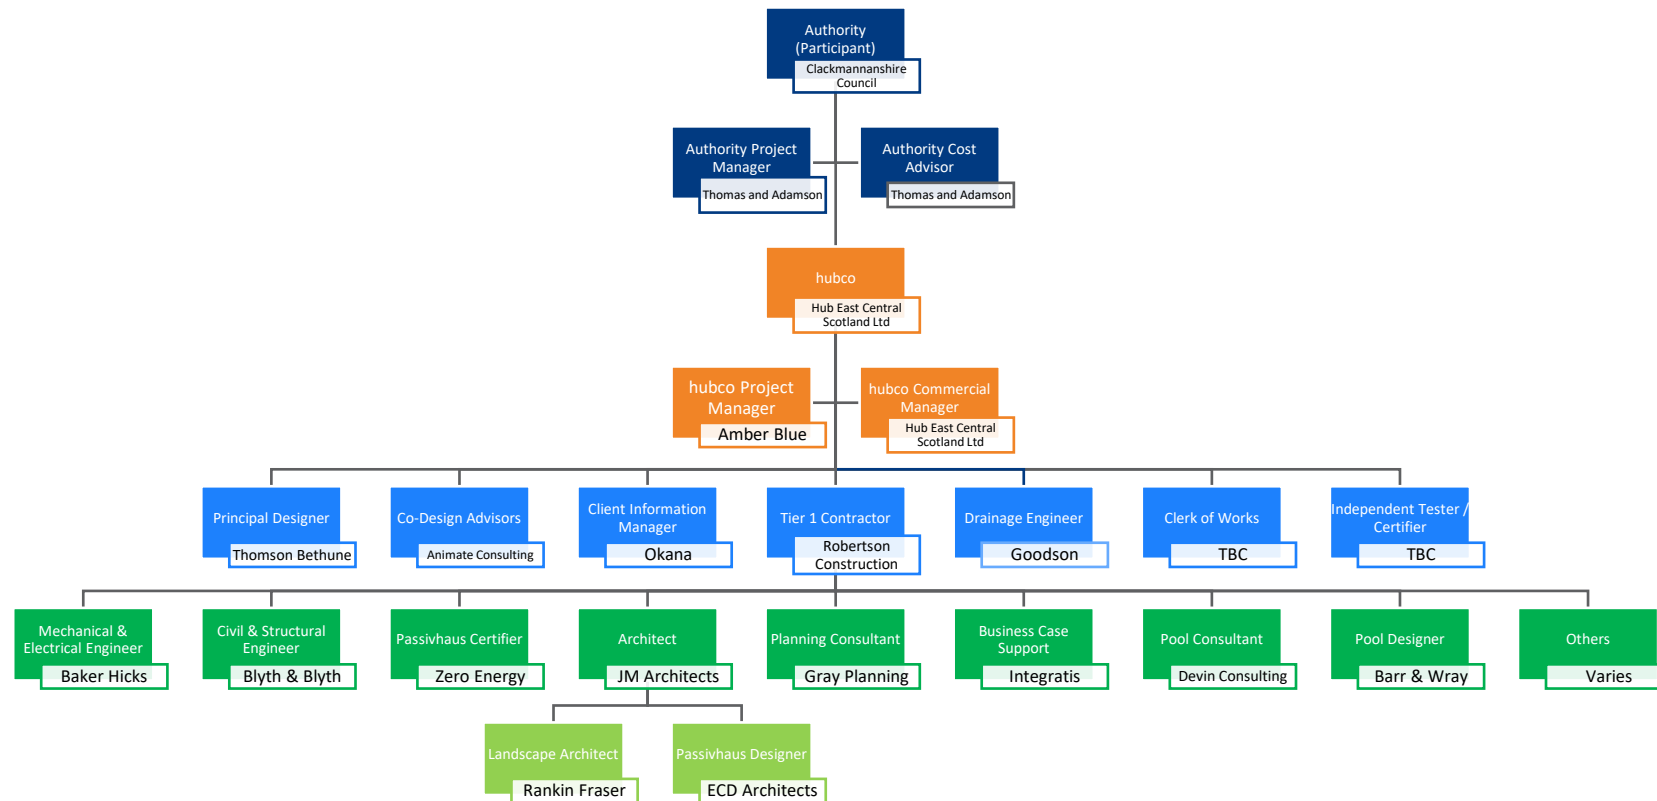 Authority
(Participant)
Clackmannanshire
Council
Authority Project
Manager
Thomas and Adamson
Authority Cost
Advisor
Thomas and Adamson
hubco
Hub East Central
Scotland Ltd
hubco Project
Manager
Amber Blue
hubco Commercial
Manager
Hub East Central
Scotland Ltd
Principal Designer
Thomson Bethune
Co-Design Advisors
Animate Consulting
Client Information
Manager
Okana
Tier 1 Contractor
Robertson
Construction
Drainage Engineer
Goodson
Clerk of Works
TBC
Independent Tester /
Certifier
TBC
Mechanical &
Electrical Engineer
Baker Hicks
Civil & Structural
Engineer
Blyth & Blyth
Passivhaus Certifier
Zero Energy
Architect
JM Architects
Planning Consultant
Gray Planning
Business Case
Support
Integratis
Pool Consultant
Devin Consulting
Pool Designer
Barr & Wray
Others
Varies
Landscape Architect
Rankin Fraser
Passivhaus Designer
ECD Architects